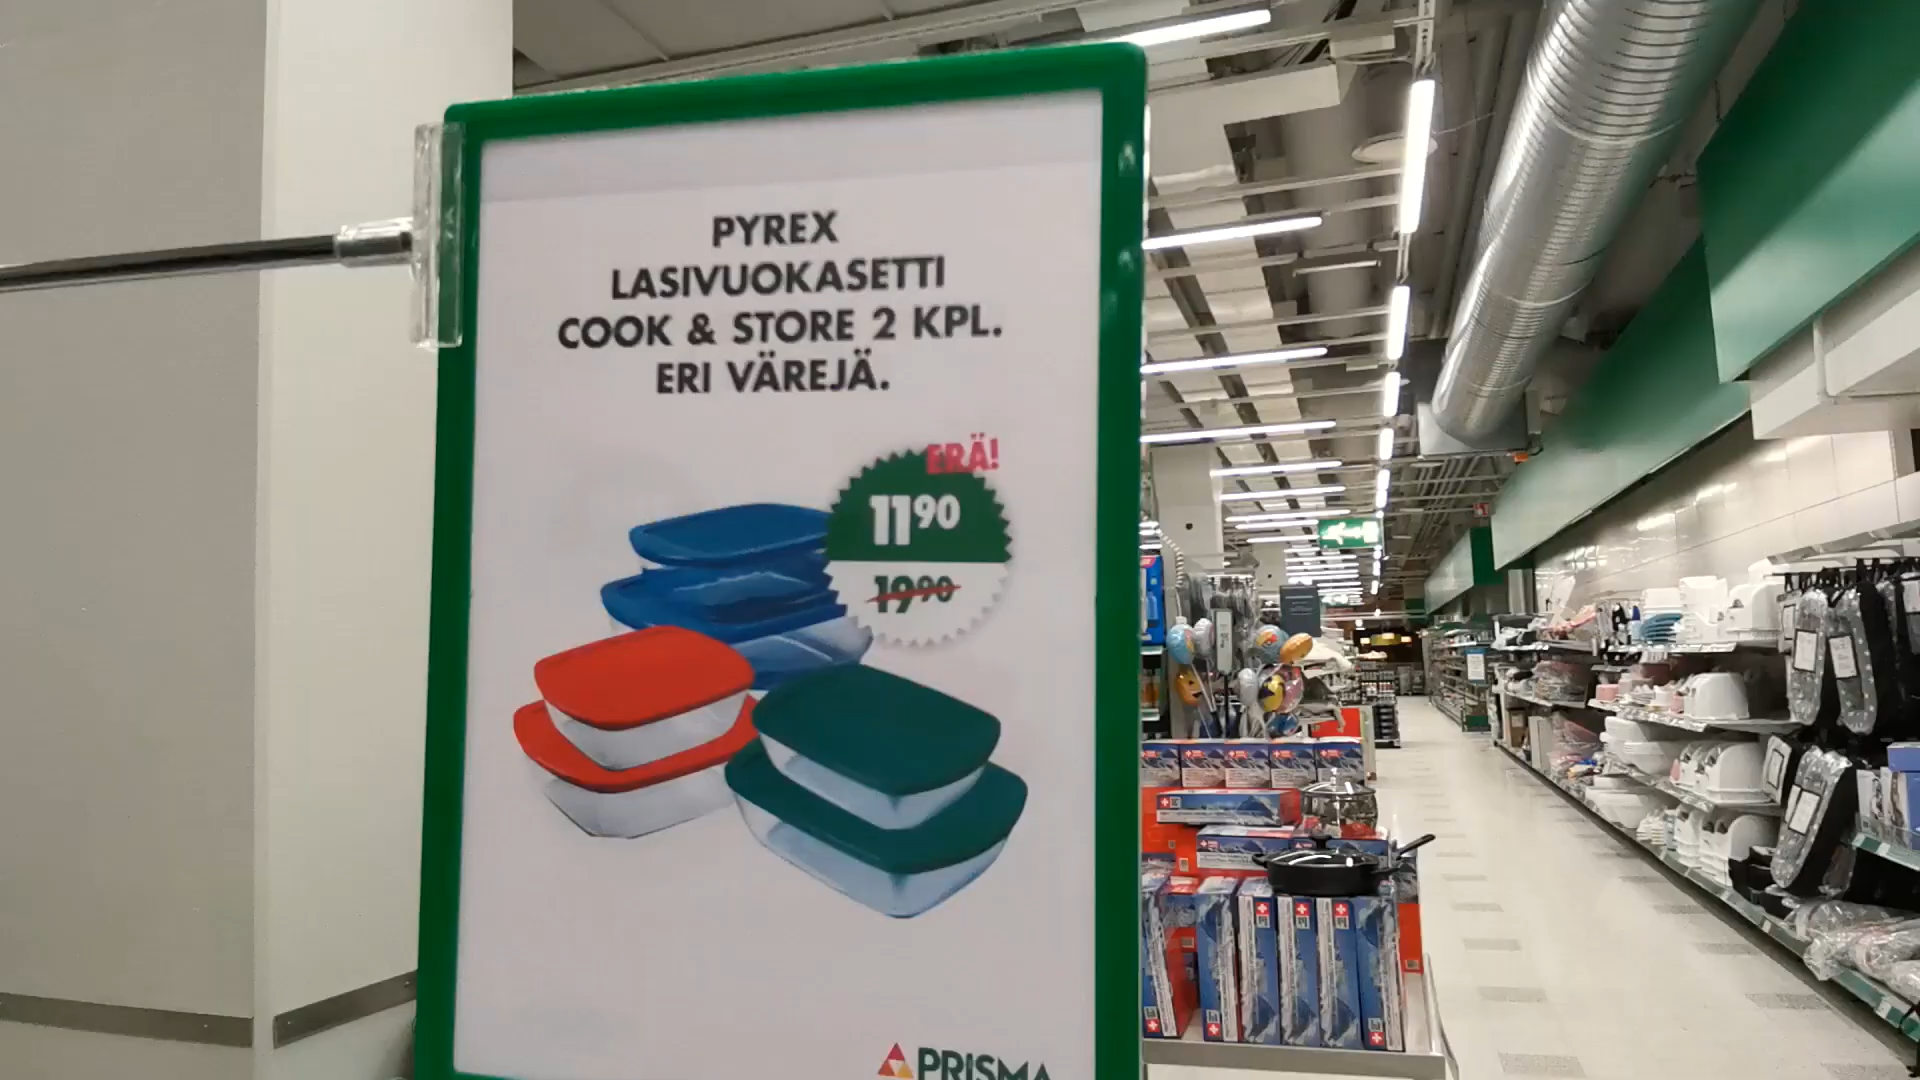 PYREX
LASIVUOKASETTI
COOK & STORE 2 KPL.
ERI VÄREJÄ.
ERÄ!
11 90
19 90
PRISMA